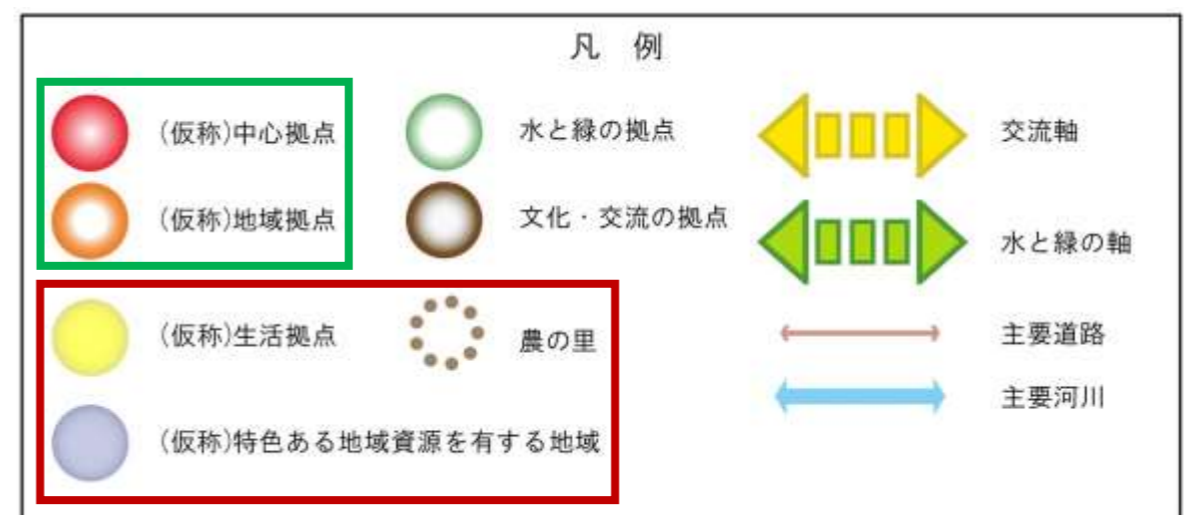 凡 例
(仮称)中心拠点
(仮称)地域拠点
(仮称)生活拠点
(仮称)特色ある地域資源を有する地域
水と緑の拠点
文化・交流の拠点
農の里
交流軸
水と緑の軸
主要道路
主要河川